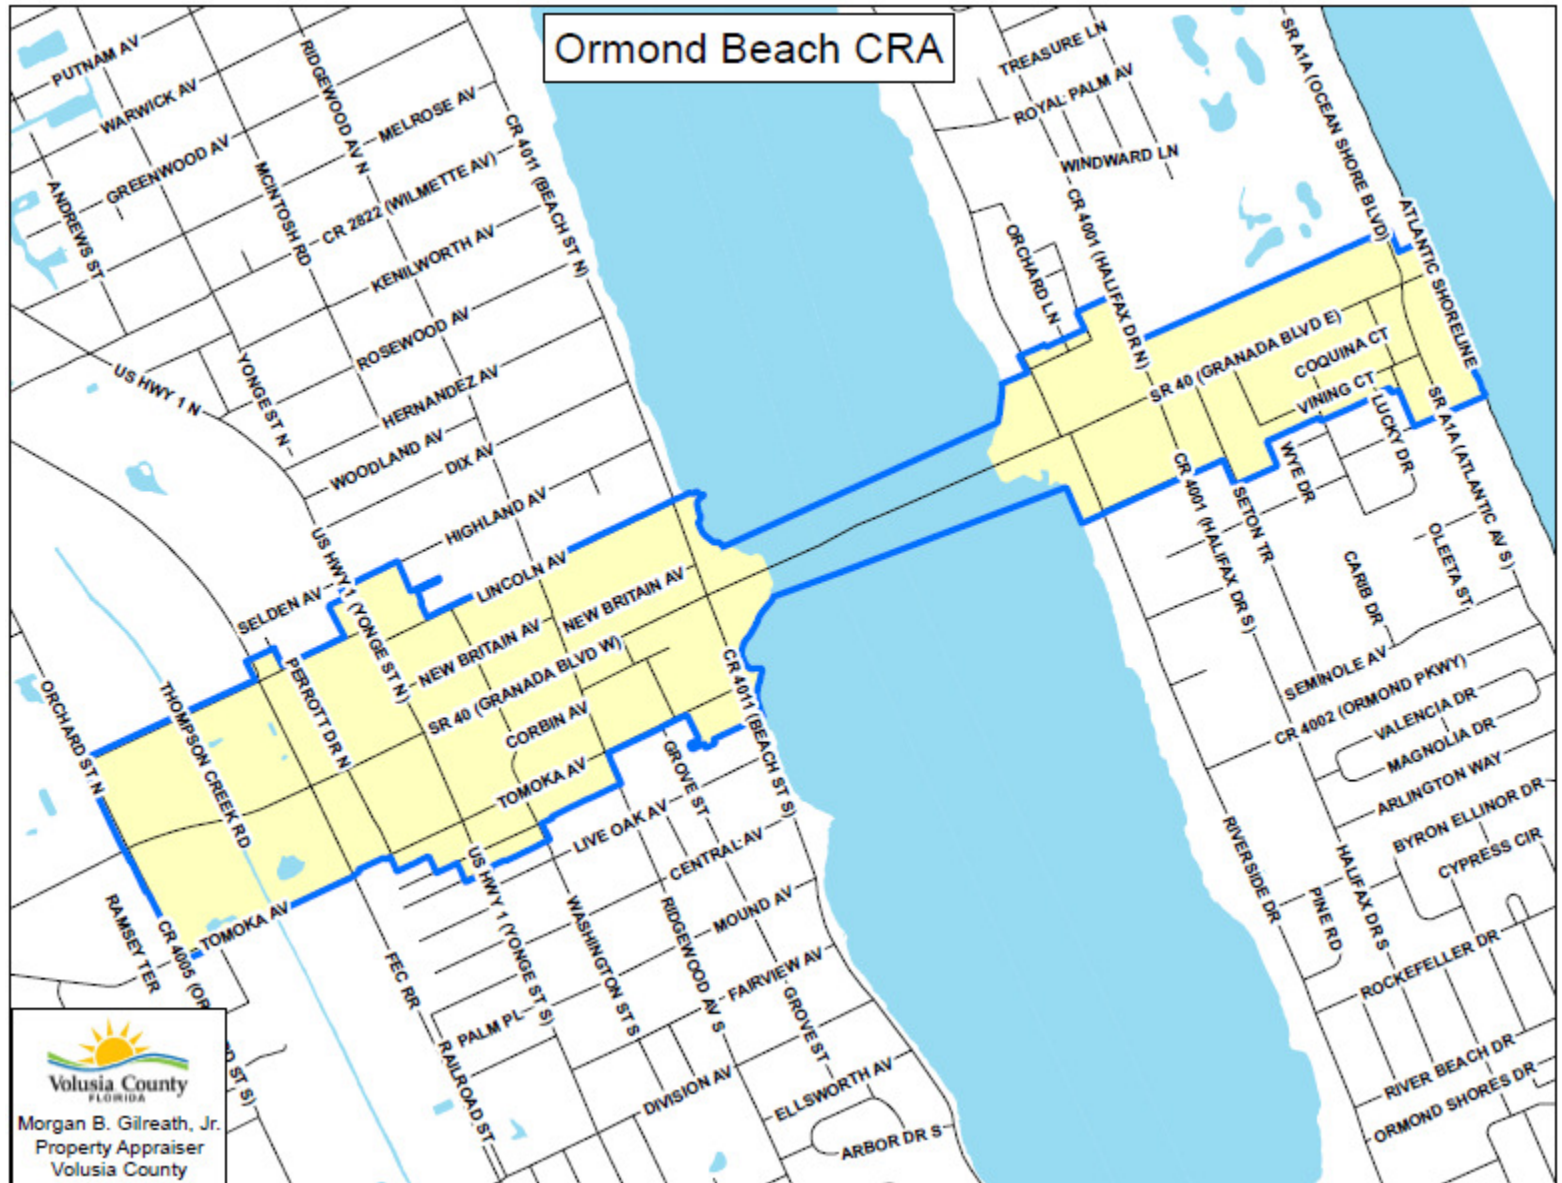 Ormond Beach CRA
PUTNAM AV
WARWICK AV
GREENWOOD AV
ANDREWS ST
RIDGEWOOD AV N
MCINTOSH RD
MELROSE AV
CR 2822 (WILMETTE AV)
KENILWORTH AV
ROSEWOOD AV
HERNANDEZ AV
WOODLAND AV
DIX AV
HIGHLAND AV
CR 4011 (BEACH ST N)
US HWY 1 N
YONGE ST N
US HWY 1 (YONGE ST N)
SELDEN AV
LINCOLN AV
NEW BRITAIN AV
NEW BRITAIN AV
SR 40 (GRANADA BLVD W)
CORBIN AV
TOMOKA AV
PERROTT DR N
THOMPSON CREEK RD
ORCHARD ST N
TOMOKA AV
RAMSEY TER
CR 4005 (OR
D ST S)
FEC RR
RAILROAD ST
US HWY 1 (YONGE ST S)
WASHINGTON ST S
RIDGEWOOD AV S
GROVE ST
GROVE ST
CR 4011 (BEACH ST S)
LIVE OAK AV
CENTRAL AV
MOUND AV
FAIRVIEW AV
PALM PL
DIVISION AV
ELLSWORTH AV
ARBOR DR S
TREASURE LN
ROYAL PALM AV
WINDWARD LN
SR A1A (OCEAN SHORE BLVD)
ATLANTIC SHORELINE
ORCHARD LN
CR 4001 (HALIFAX DR N)
SR 40 (GRANADA BLVD E)
COQUINA CT
VINING CT
LUCKY DR
WYE DR
SETON TR
CR 4001 (HALIFAX DR S)
SR A1A (ATLANTIC AV S)
OLEETA ST
CARIB DR
SEMINOLE AV
CR 4002 (ORMOND PKWY)
VALENCIA DR
MAGNOLIA DR
ARLINGTON WAY
BYRON ELLINOR DR
CYPRESS CIR
RIVERSIDE DR
PINE RD
HALIFAX DR S
ROCKEFELLER DR
RIVER BEACH DR
ORMOND SHORES DR
Volusia County
FLORIDA
Morgan B. Gilreath, Jr.
Property Appraiser
Volusia County